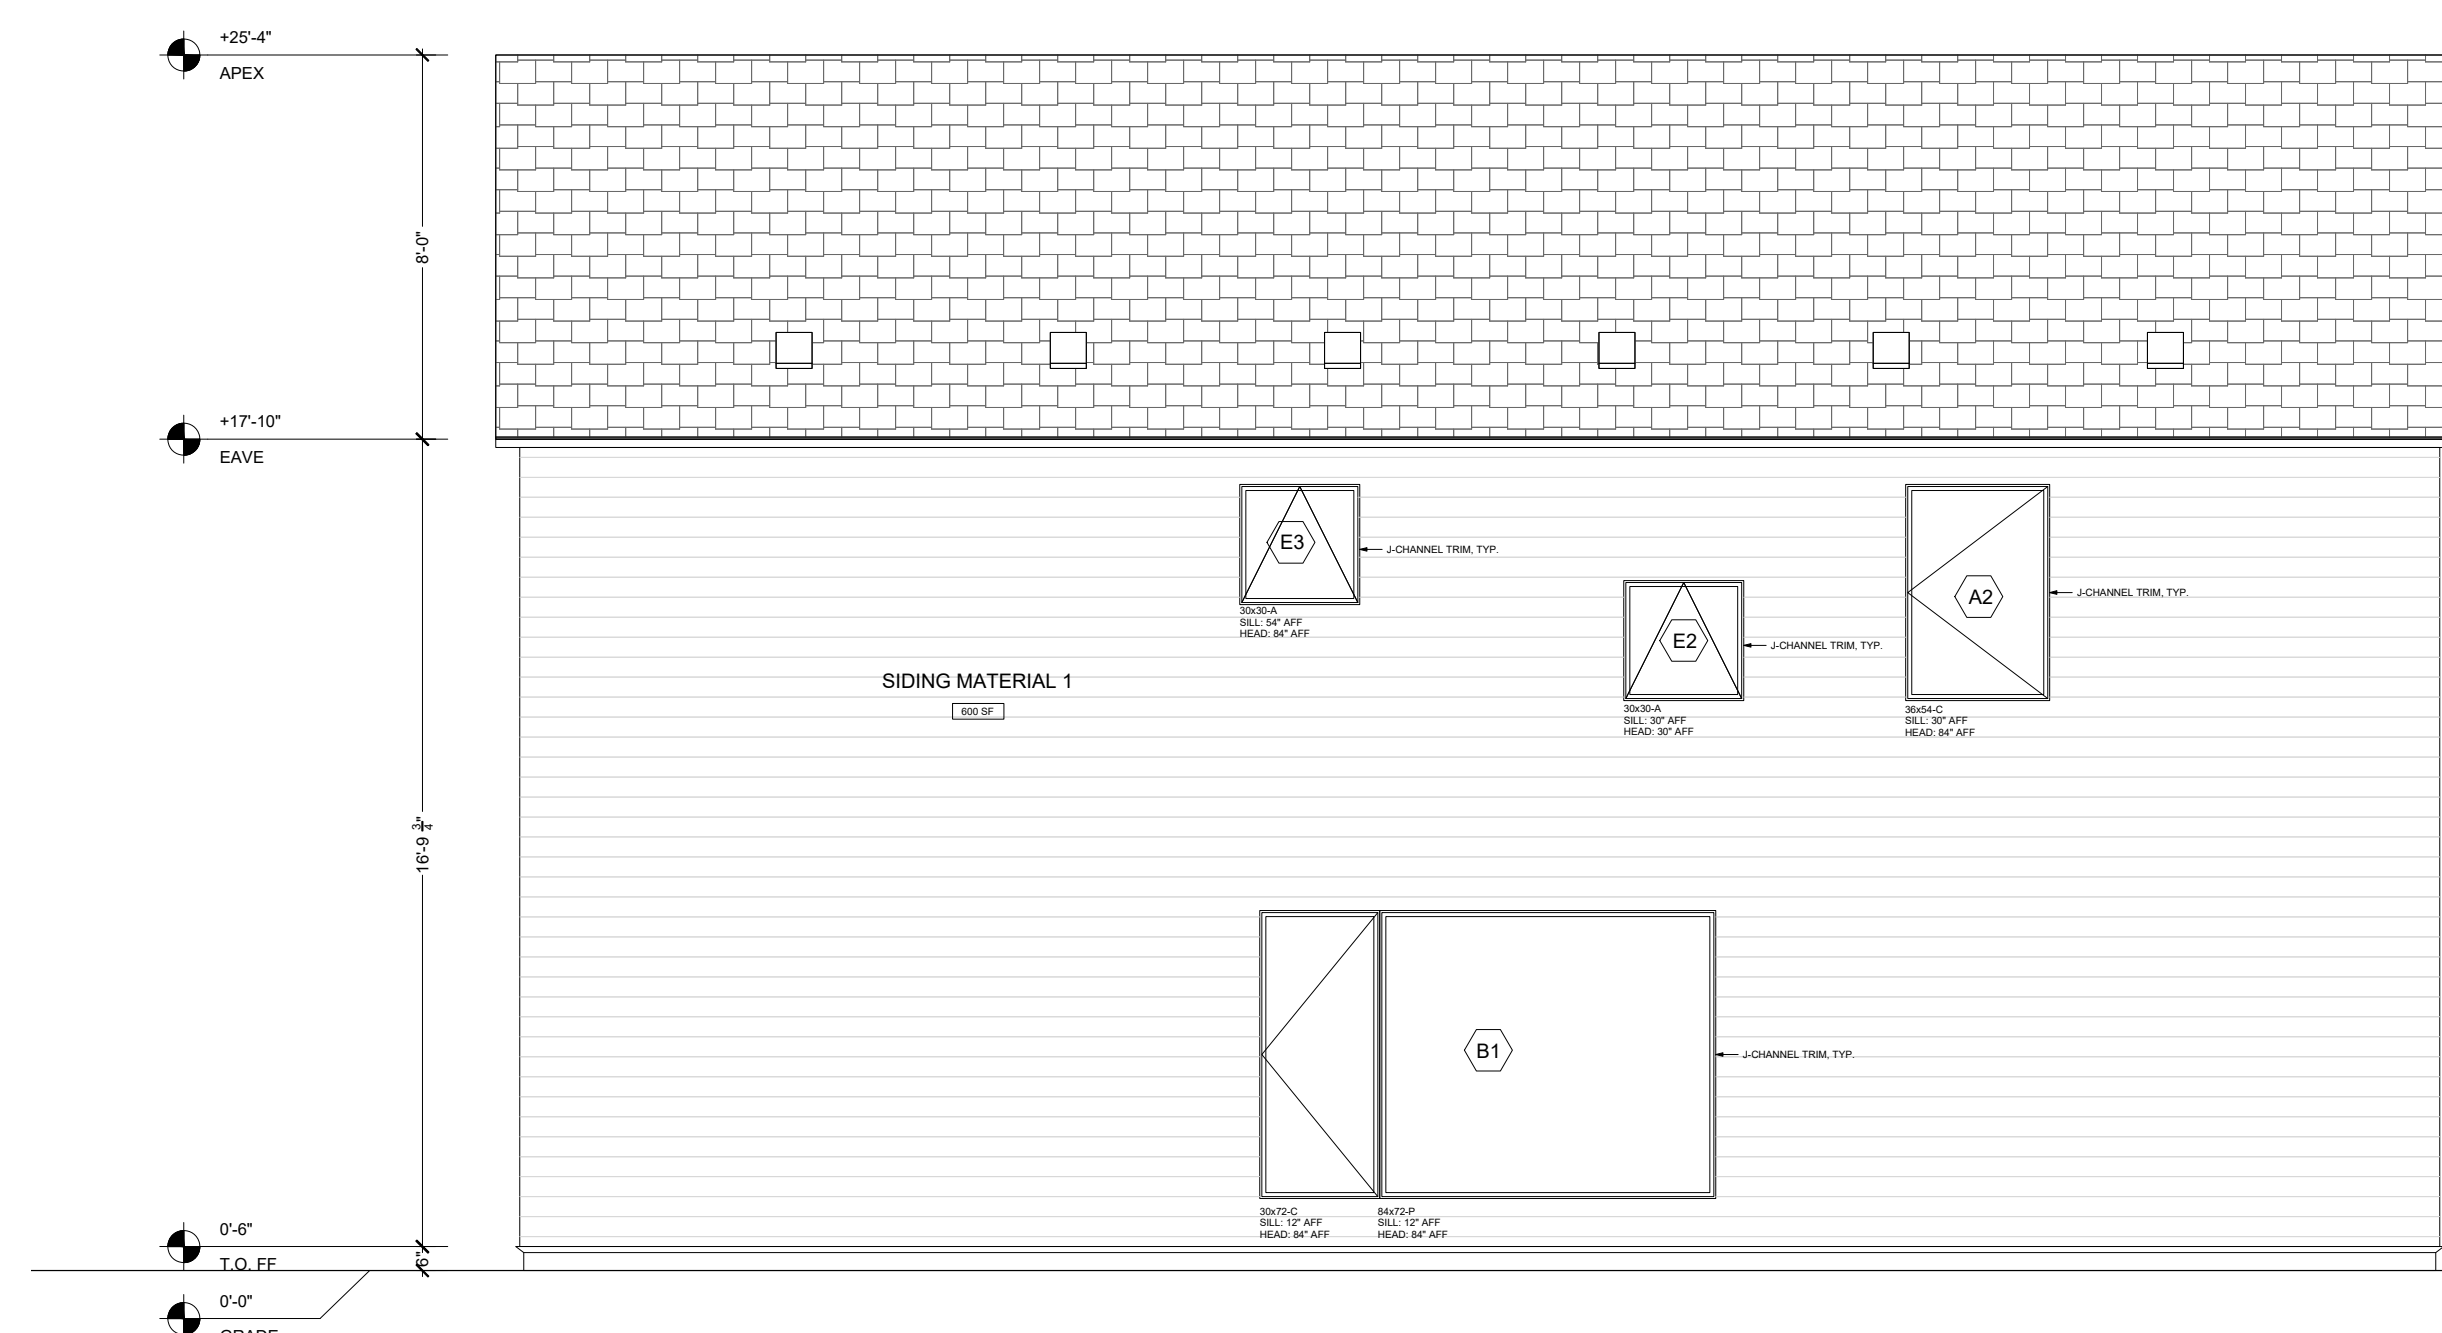 +25'-4"
APEX
8'-0"
+17'-10"
EAVE
E3
J-CHANNEL TRIM, TYP.
30x30-A
SILL: 54" AFF
HEAD: 84" AFF
A2
J-CHANNEL TRIM, TYP.
E2
J-CHANNEL TRIM, TYP.
SIDING MATERIAL 1
600 SF
30x30-A
SILL: 30" AFF
HEAD: 30" AFF
36x54-C
SILL: 30" AFF
HEAD: 84" AFF
16'-9 3/4"
B1
J-CHANNEL TRIM, TYP.
30x72-C
SILL: 12" AFF
HEAD: 84" AFF
84x72-P
SILL: 12" AFF
HEAD: 84" AFF
0'-6"
T.O. FF
6"
0'-0"
GRADE